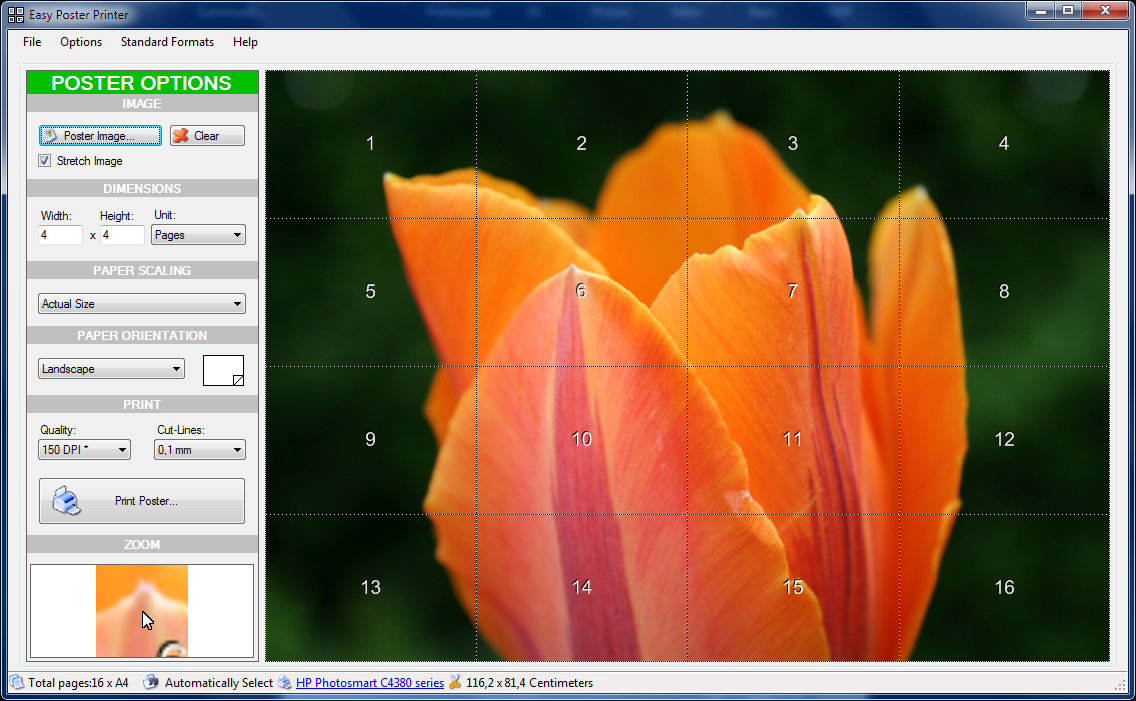 Easy Poster Printer
File Options Standard Formats Help
POSTER OPTIONS
IMAGE
Poster Image... Clear
Stretch Image
DIMENSIONS
Width: Height: Unit:
4 x 4 Pages
PAPER SCALING
Actual Size
PAPER ORIENTATION
Landscape
PRINT
Quality: Cut-Lines:
150 DPI * 0,1 mm
Print Poster...
ZOOM
1 2 3 4
5 6 7 8
9 10 11 12
13 14 15 16
Total pages:16 x A4 Automatically Select HP Photosmart C4380 series 116,2 x 81,4 Centimeters